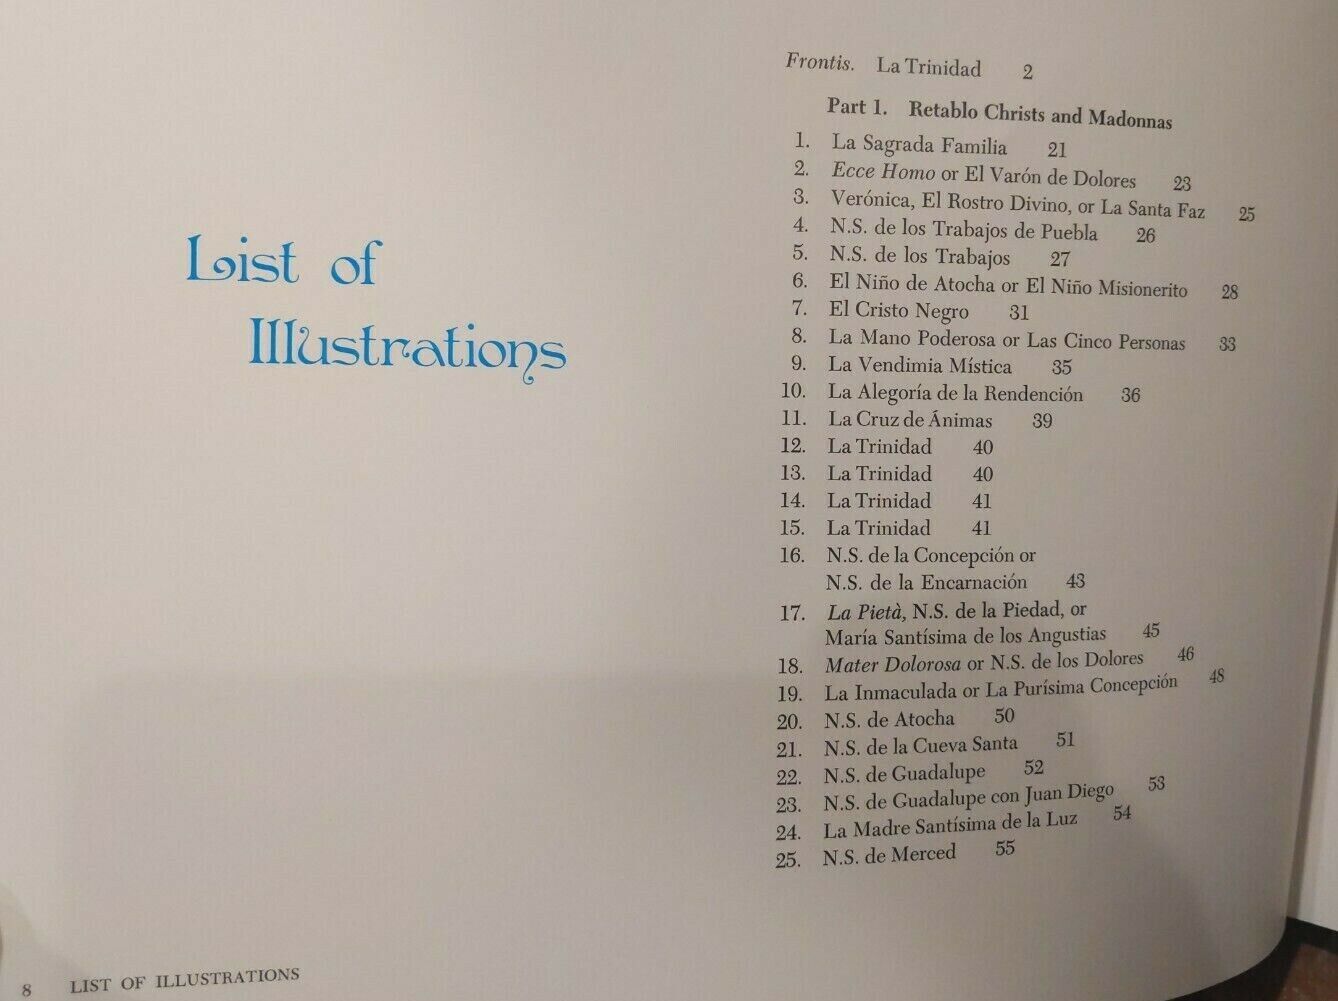 List of
Illustrations
Frontis. La Trinidad 2
Part 1. Retablo Christs and Madonnas
1. La Sagrada Familia 21
2. Ecce Homo or El Varón de Dolores 23
3. Verónica, El Rostro Divino, or La Santa Faz 25
4. N.S. de los Trabajos de Puebla 26
5. N.S. de los Trabajos 27
6. El Niño de Atocha or El Niño Misionerito 28
7. El Cristo Negro 31
8. La Mano Poderosa or Las Cinco Personas 33
9. La Vendimia Mística 35
10. La Alegoría de la Rendención 36
11. La Cruz de Ánimas 39
12. La Trinidad 40
13. La Trinidad 40
14. La Trinidad 41
15. La Trinidad 41
16. N.S. de la Concepción or
N.S. de la Encarnación 43
17. La Pietà, N.S. de la Piedad, or
María Santísima de los Angustias 45
18. Mater Dolorosa or N.S. de los Dolores 46
19. La Inmaculada or La Purísima Concepción 48
20. N.S. de Atocha 50
21. N.S. de la Cueva Santa 51
22. N.S. de Guadalupe 52
23. N.S. de Guadalupe con Juan Diego 53
24. La Madre Santísima de la Luz 54
25. N.S. de Merced 55
8 LIST OF ILLUSTRATIONS